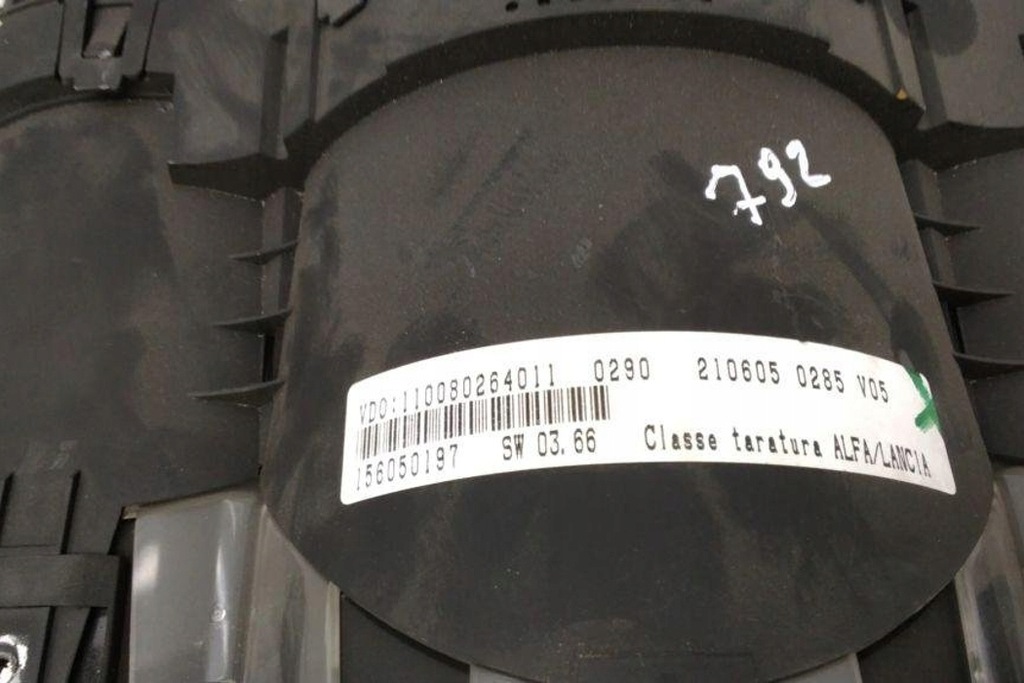 792
VDO:110080264011 0290 210605 0285 V05
156050197 SW 03.66 Classe taratura ALFA/LANCIA